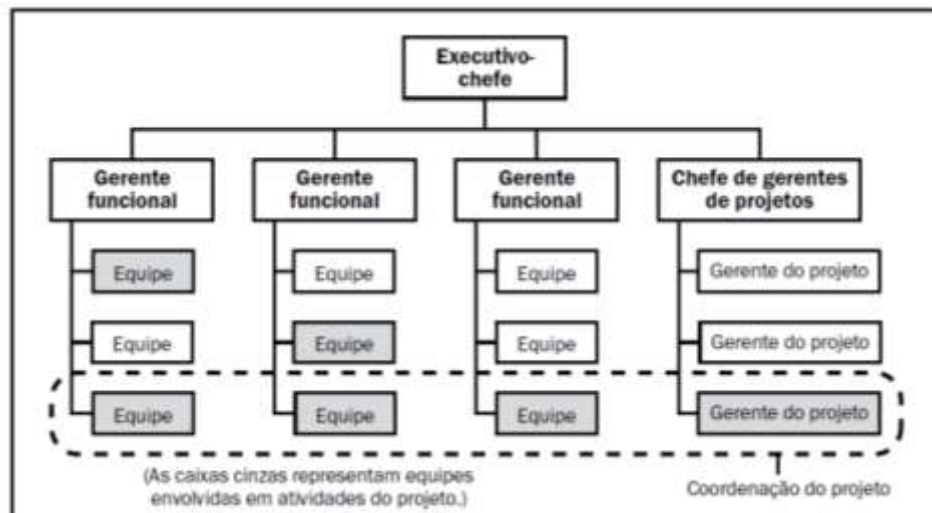 Executivo-
chefe
Gerente
funcional
Gerente
funcional
Gerente
funcional
Chefe de gerentes
de projetos
Equipe
Equipe
Equipe
Gerente do projeto
Equipe
Equipe
Equipe
Gerente do projeto
Equipe
Equipe
Equipe
Gerente do projeto
(As caixas cinzas representam equipes
envolvidas em atividades do projeto.)
Coordenação do projeto